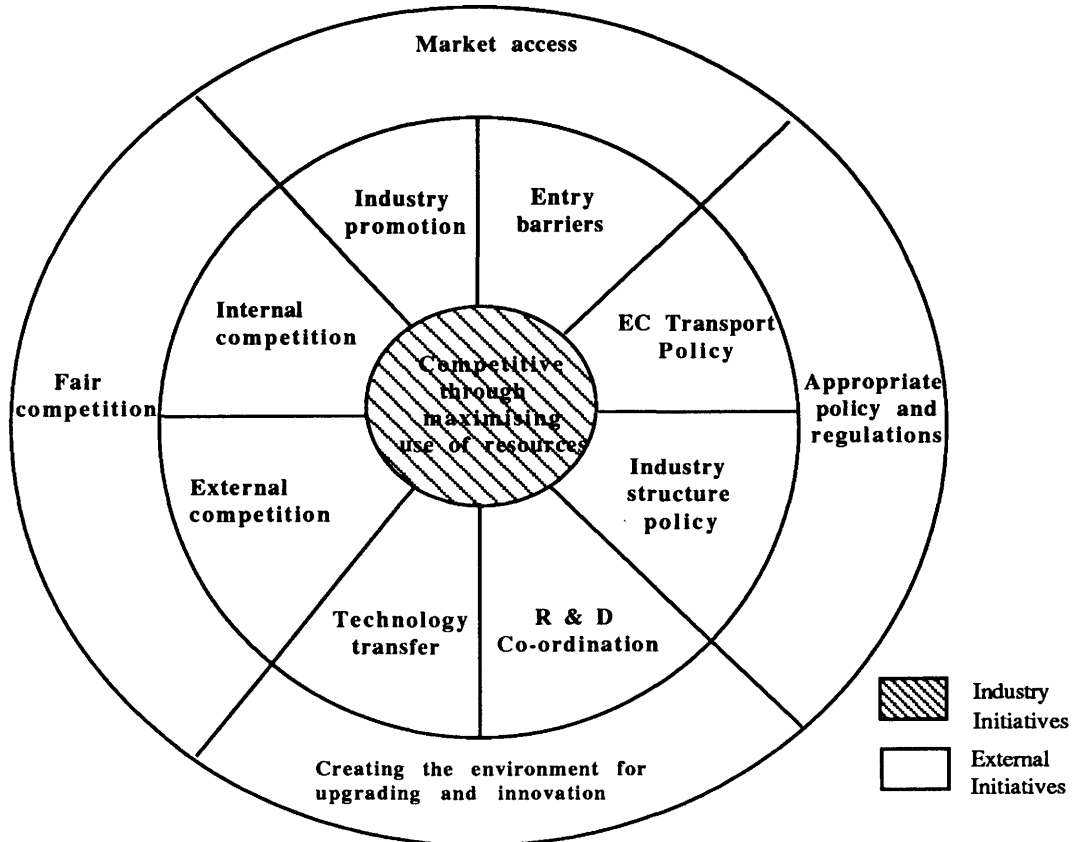 Market access
Industry
promotion
Entry
barriers
Internal
competition
EC Transport
Policy
Fair
competition
Competitive
through
maximising
use of resources
Appropriate
policy and
regulations
External
competition
Industry
structure
policy
Technology
transfer
R & D
Co-ordination
Creating the environment for
upgrading and innovation
Industry
Initiatives
External
Initiatives